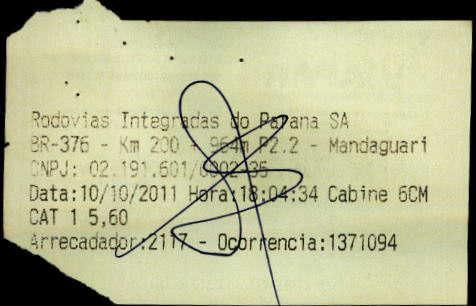 Rodovias Integradas do Parana SA
BR-376 - Km 200 + 964m P2.2 - Mandaguari
CNPJ: 02.191.601/0002-35
Data:10/10/2011 Hora:18:04:34 Cabine 6CM
CAT 1 5,60
Arrecadador:2117 - Ocorrencia:1371094